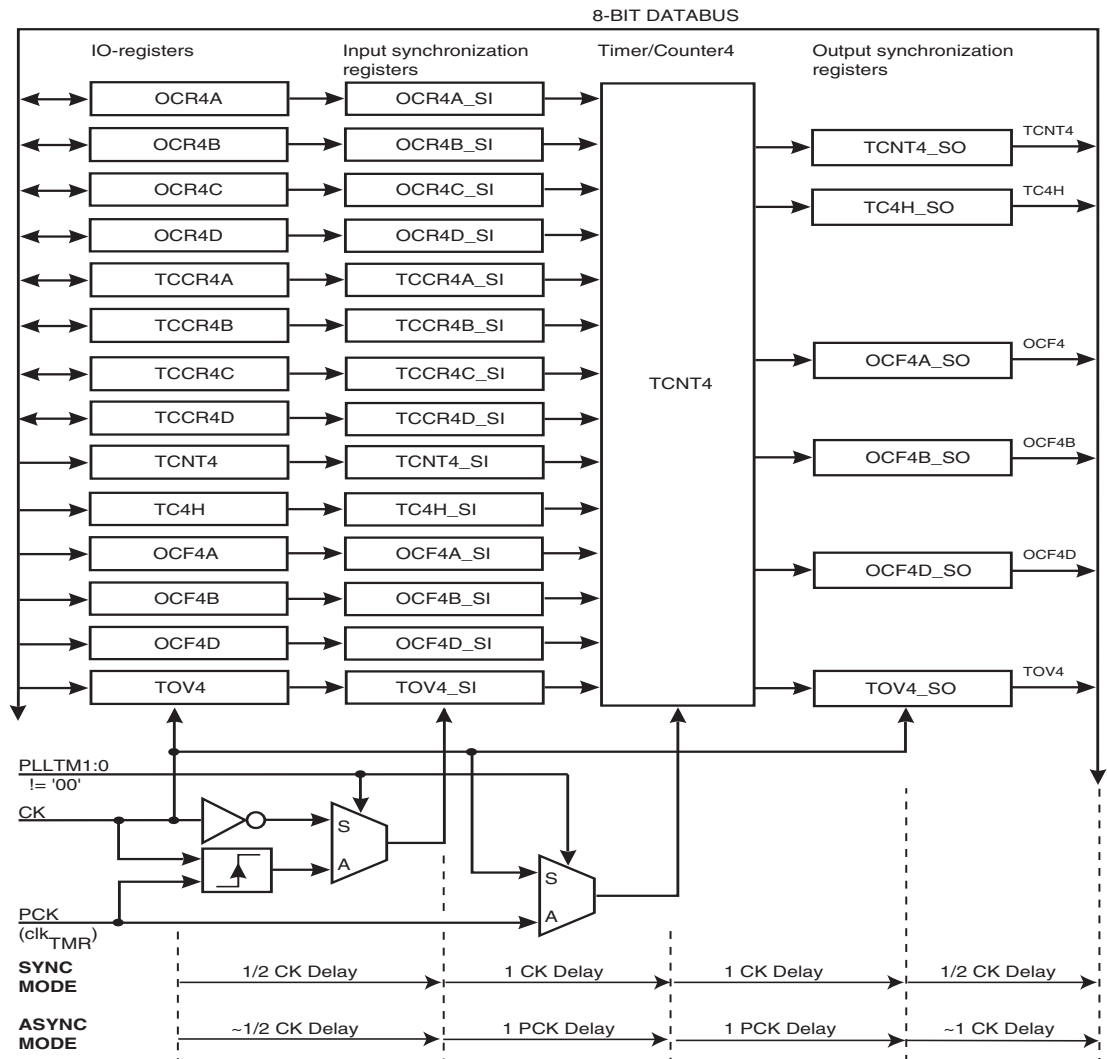 8-BIT DATABUS
IO-registers
Input synchronization
registers
Timer/Counter4
Output synchronization
registers
OCR4A
OCR4A_SI
OCR4B
OCR4B_SI
TCNT4_SO
TCNT4
OCR4C
OCR4C_SI
TC4H_SO
TC4H
OCR4D
OCR4D_SI
TCCR4A
TCCR4A_SI
TCCR4B
TCCR4B_SI
TCCR4C
TCCR4C_SI
TCNT4
OCF4A_SO
OCF4
TCCR4D
TCCR4D_SI
TCNT4
TCNT4_SI
OCF4B_SO
OCF4B
TC4H
TC4H_SI
OCF4A
OCF4A_SI
OCF4D_SO
OCF4D
OCF4B
OCF4B_SI
OCF4D
OCF4D_SI
TOV4
TOV4_SI
TOV4_SO
TOV4
PLLTM1:0
!= '00'
CK
S
A
S
A
PCK
(clkTMR)
SYNC
MODE
1/2 CK Delay
1 CK Delay
1 CK Delay
1/2 CK Delay
ASYNC
MODE
~1/2 CK Delay
1 PCK Delay
1 PCK Delay
~1 CK Delay